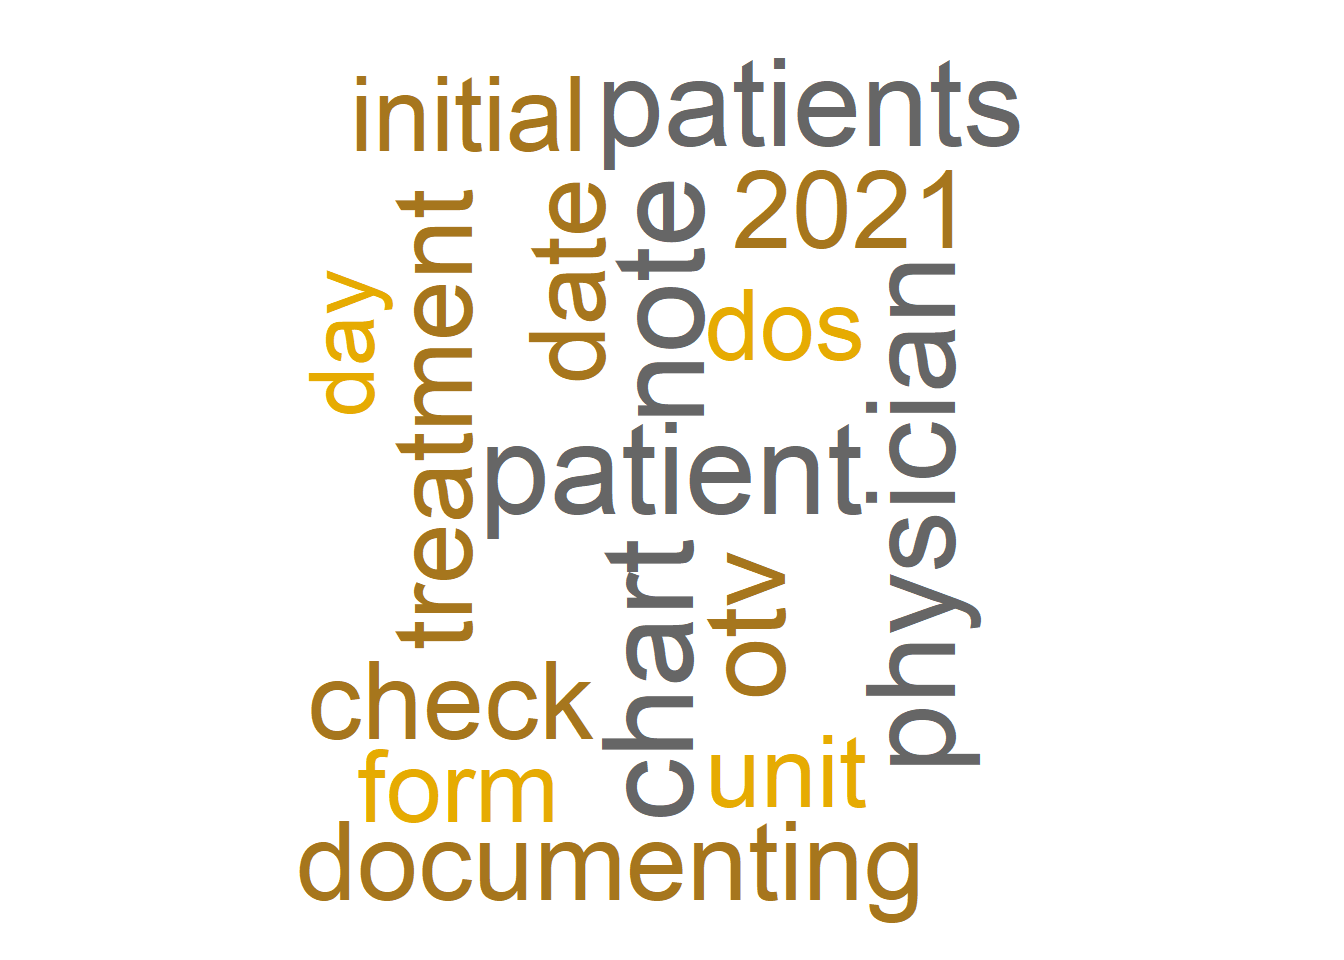 initial
patients
2021
day
treatment
date
note
dos
physician
patient
chart
otv
check
form
unit
documenting